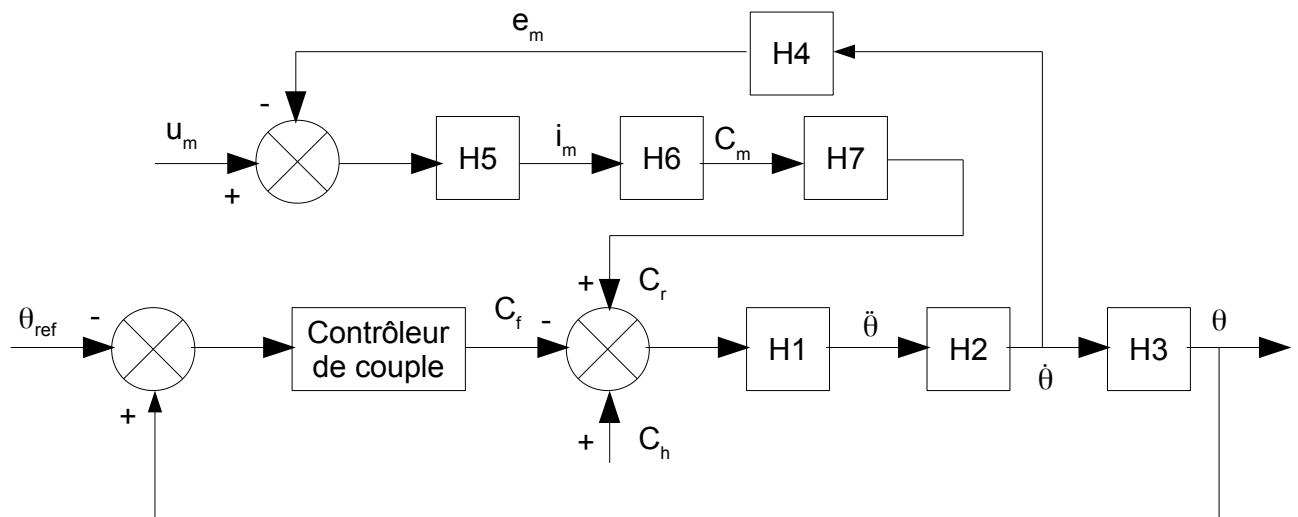 e_m
H4
-
u_m
+
H5
i_m
H6
C_m
H7
+
C_r
θ_ref
-
+
Contrôleur
de couple
C_f
-
+
C_h
H1
θ̈
H2
θ̇
H3
θ